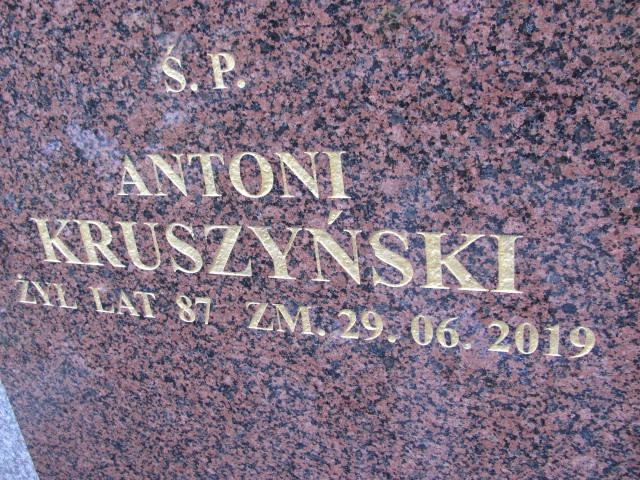 Ś. P.
ANTONI
KRUSZYŃSKI
ŻYŁ LAT 87 ZM. 29. 06. 2019